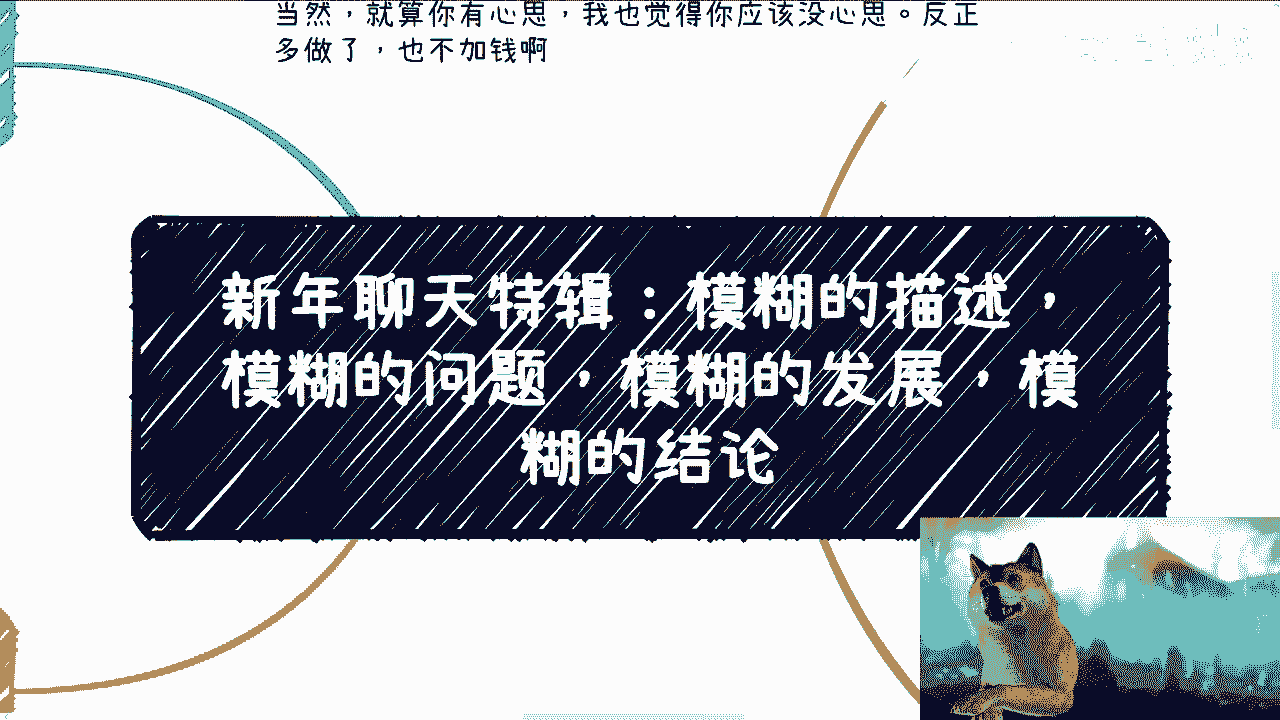 当然，就算你有心思，我也觉得你应该没心思。反正
多做了，也不加钱啊
新年聊天特辑：模糊的描述，
模糊的问题，模糊的发展，模
糊的结论